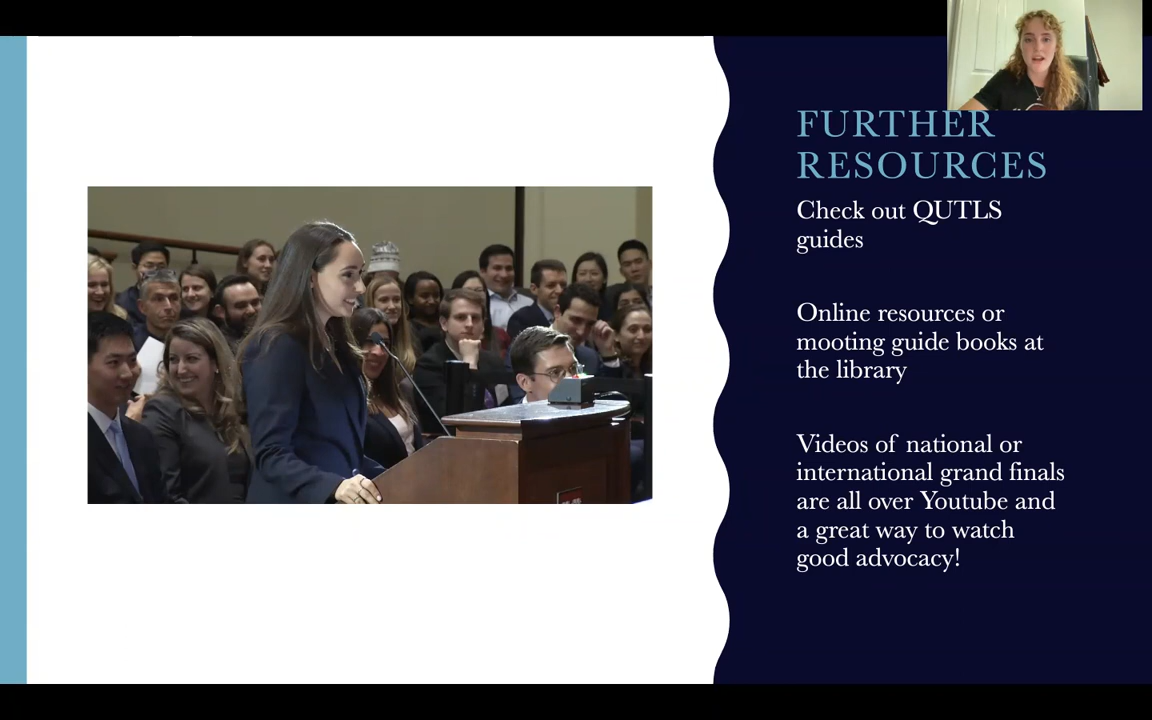 FURTHER
RESOURCES
Check out QUTLS
guides
Online resources or
mooting guide books at
the library
Videos of national or
international grand finals
are all over Youtube and
a great way to watch
good advocacy!